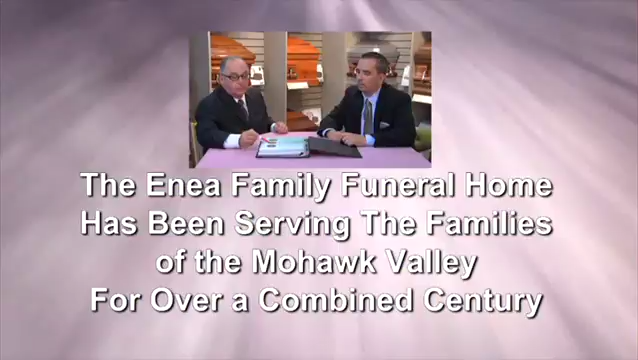 The Enea Family Funeral Home
Has Been Serving The Families
of the Mohawk Valley
For Over a Combined Century